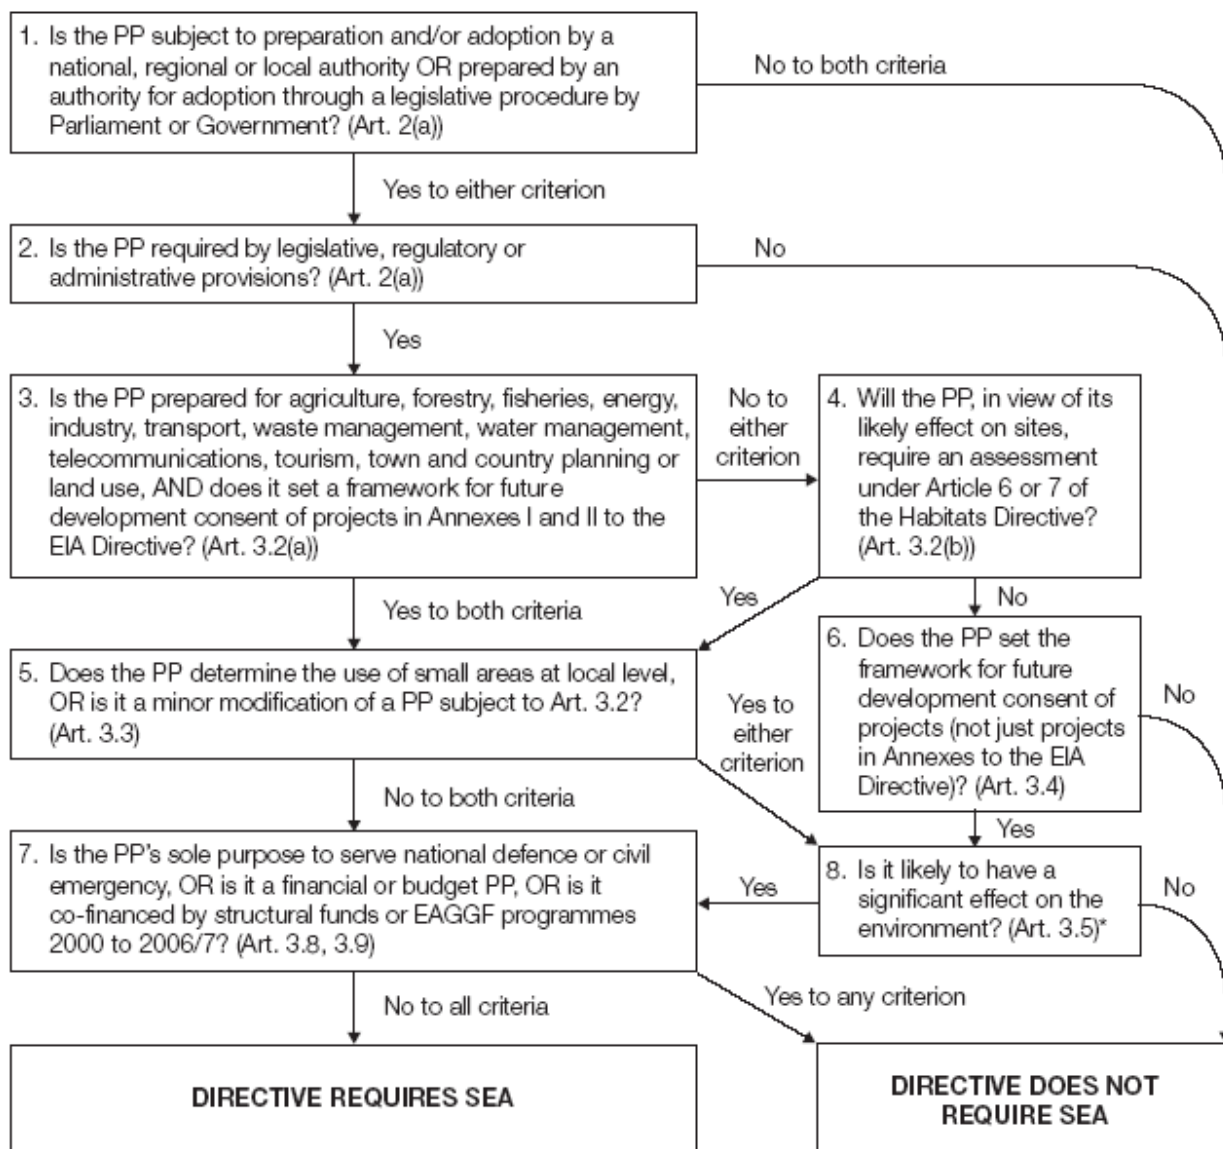 1. Is the PP subject to preparation and/or adoption by a
national, regional or local authority OR prepared by an
authority for adoption through a legislative procedure by
Parliament or Government? (Art. 2(a))
No to both criteria
Yes to either criterion
2. Is the PP required by legislative, regulatory or
administrative provisions? (Art. 2(a))
No
Yes
3. Is the PP prepared for agriculture, forestry, fisheries, energy,
industry, transport, waste management, water management,
telecommunications, tourism, town and country planning or
land use, AND does it set a framework for future
development consent of projects in Annexes I and II to the
EIA Directive? (Art. 3.2(a))
No to
either
criterion
4. Will the PP, in view of its
likely effect on sites,
require an assessment
under Article 6 or 7 of
the Habitats Directive?
(Art. 3.2(b))
Yes to both criteria
Yes
No
5. Does the PP determine the use of small areas at local level,
OR is it a minor modification of a PP subject to Art. 3.2?
(Art. 3.3)
Yes to
either
criterion
6. Does the PP set the
framework for future
development consent of
projects (not just projects
in Annexes to the EIA
Directive)? (Art. 3.4)
No
No to both criteria
Yes
7. Is the PP's sole purpose to serve national defence or civil
emergency, OR is it a financial or budget PP, OR is it
co-financed by structural funds or EAGGF programmes
2000 to 2006/7? (Art. 3.8, 3.9)
Yes
8. Is it likely to have a
significant effect on the
environment? (Art. 3.5)*
No
No to all criteria
Yes to any criterion
DIRECTIVE REQUIRES SEA
DIRECTIVE DOES NOT
REQUIRE SEA